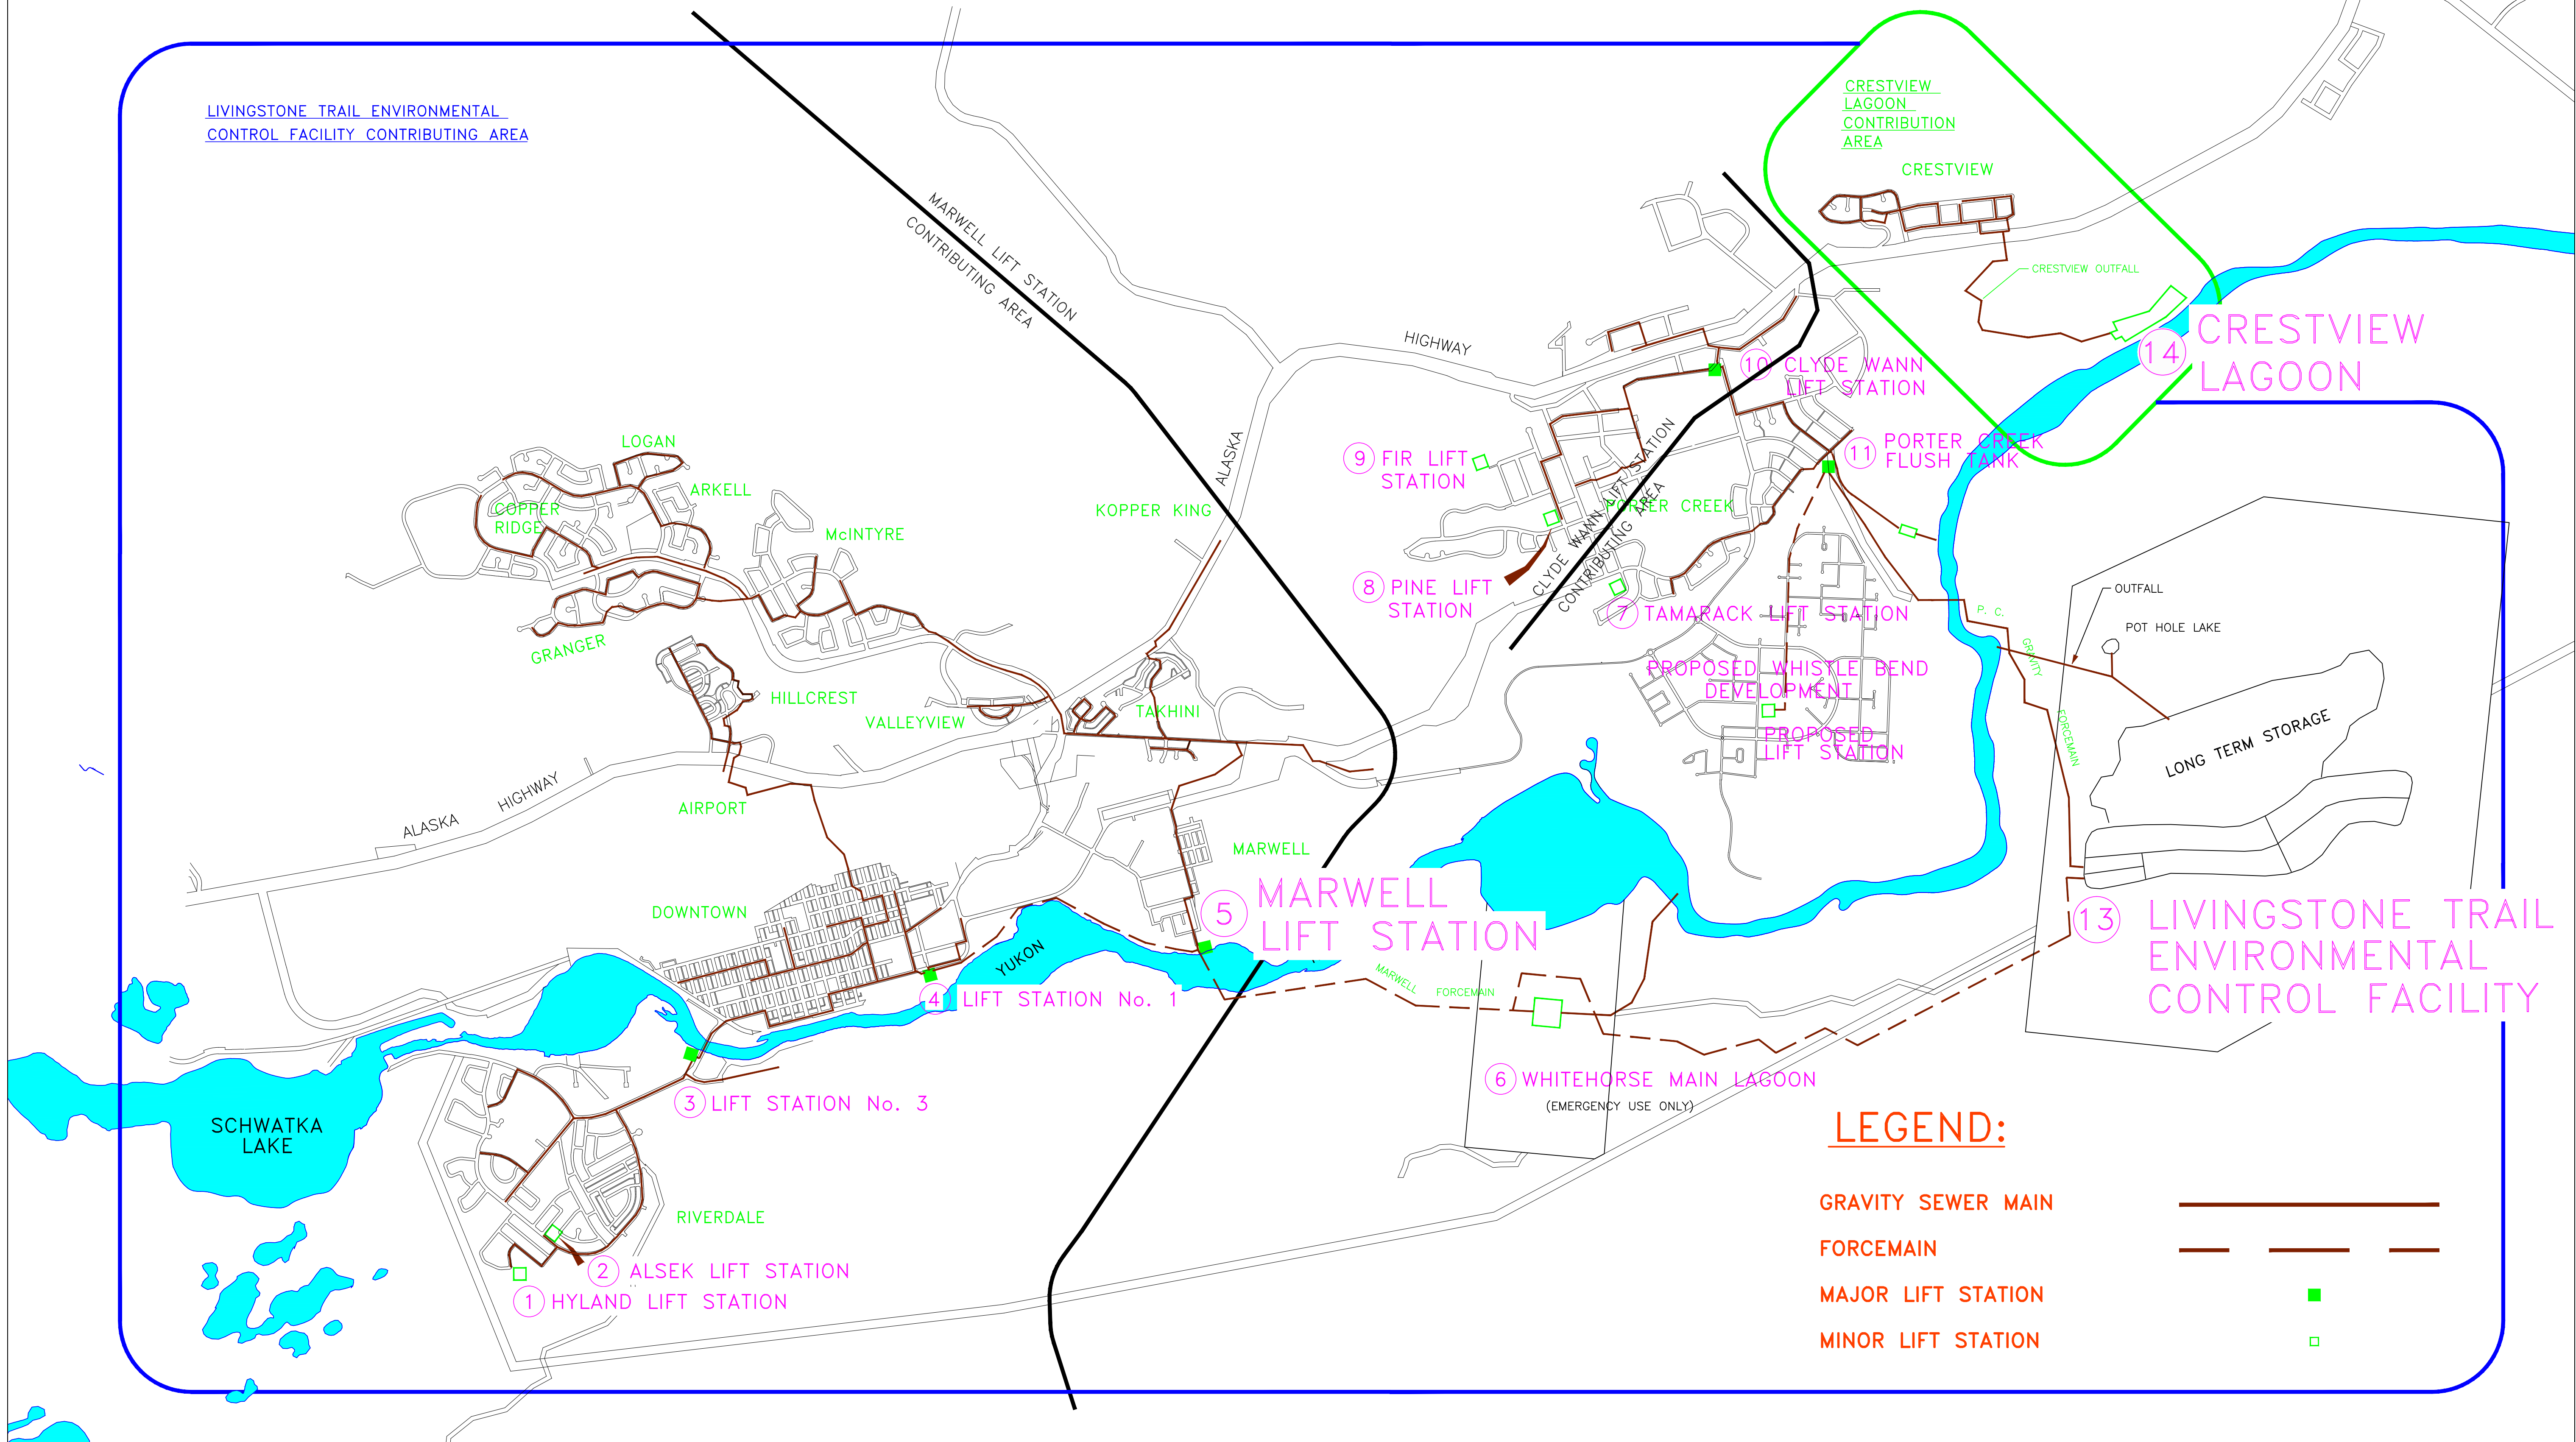 LIVINGSTONE TRAIL ENVIRONMENTAL
CONTROL FACILITY CONTRIBUTING AREA
CRESTVIEW
LAGOON
CONTRIBUTION
AREA
CRESTVIEW
MARWELL LIFT STATION
CONTRIBUTING AREA
CRESTVIEW OUTFALL
14
CRESTVIEW
LAGOON
HIGHWAY
10 CLYDE WANN
LIFT STATION
ALASKA
LOGAN
ARKELL
COPPER
RIDGE
McINTYRE
GRANGER
KOPPER KING
9 FIR LIFT
STATION
11 PORTER CREEK
FLUSH TANK
PORTER CREEK
CLYDE WANN LIFT STATION
CONTRIBUTING AREA
8 PINE LIFT
STATION
7 TAMARACK LIFT STATION
OUTFALL
POT HOLE LAKE
P. C.
GRAVITY
FORCEMAIN
PROPOSED WHISTLE BEND
DEVELOPMENT
PROPOSED
LIFT STATION
LONG TERM STORAGE
HILLCREST
VALLEYVIEW
TAKHINI
AIRPORT
ALASKA
HIGHWAY
MARWELL
5 MARWELL
LIFT STATION
DOWNTOWN
13 LIVINGSTONE TRAIL
ENVIRONMENTAL
CONTROL FACILITY
YUKON
MARWELL
FORCEMAIN
4 LIFT STATION No. 1
6 WHITEHORSE MAIN LAGOON
(EMERGENCY USE ONLY)
3 LIFT STATION No. 3
SCHWATKA
LAKE
RIVERDALE
2 ALSEK LIFT STATION
1 HYLAND LIFT STATION
LEGEND:
GRAVITY SEWER MAIN
FORCEMAIN
MAJOR LIFT STATION
MINOR LIFT STATION